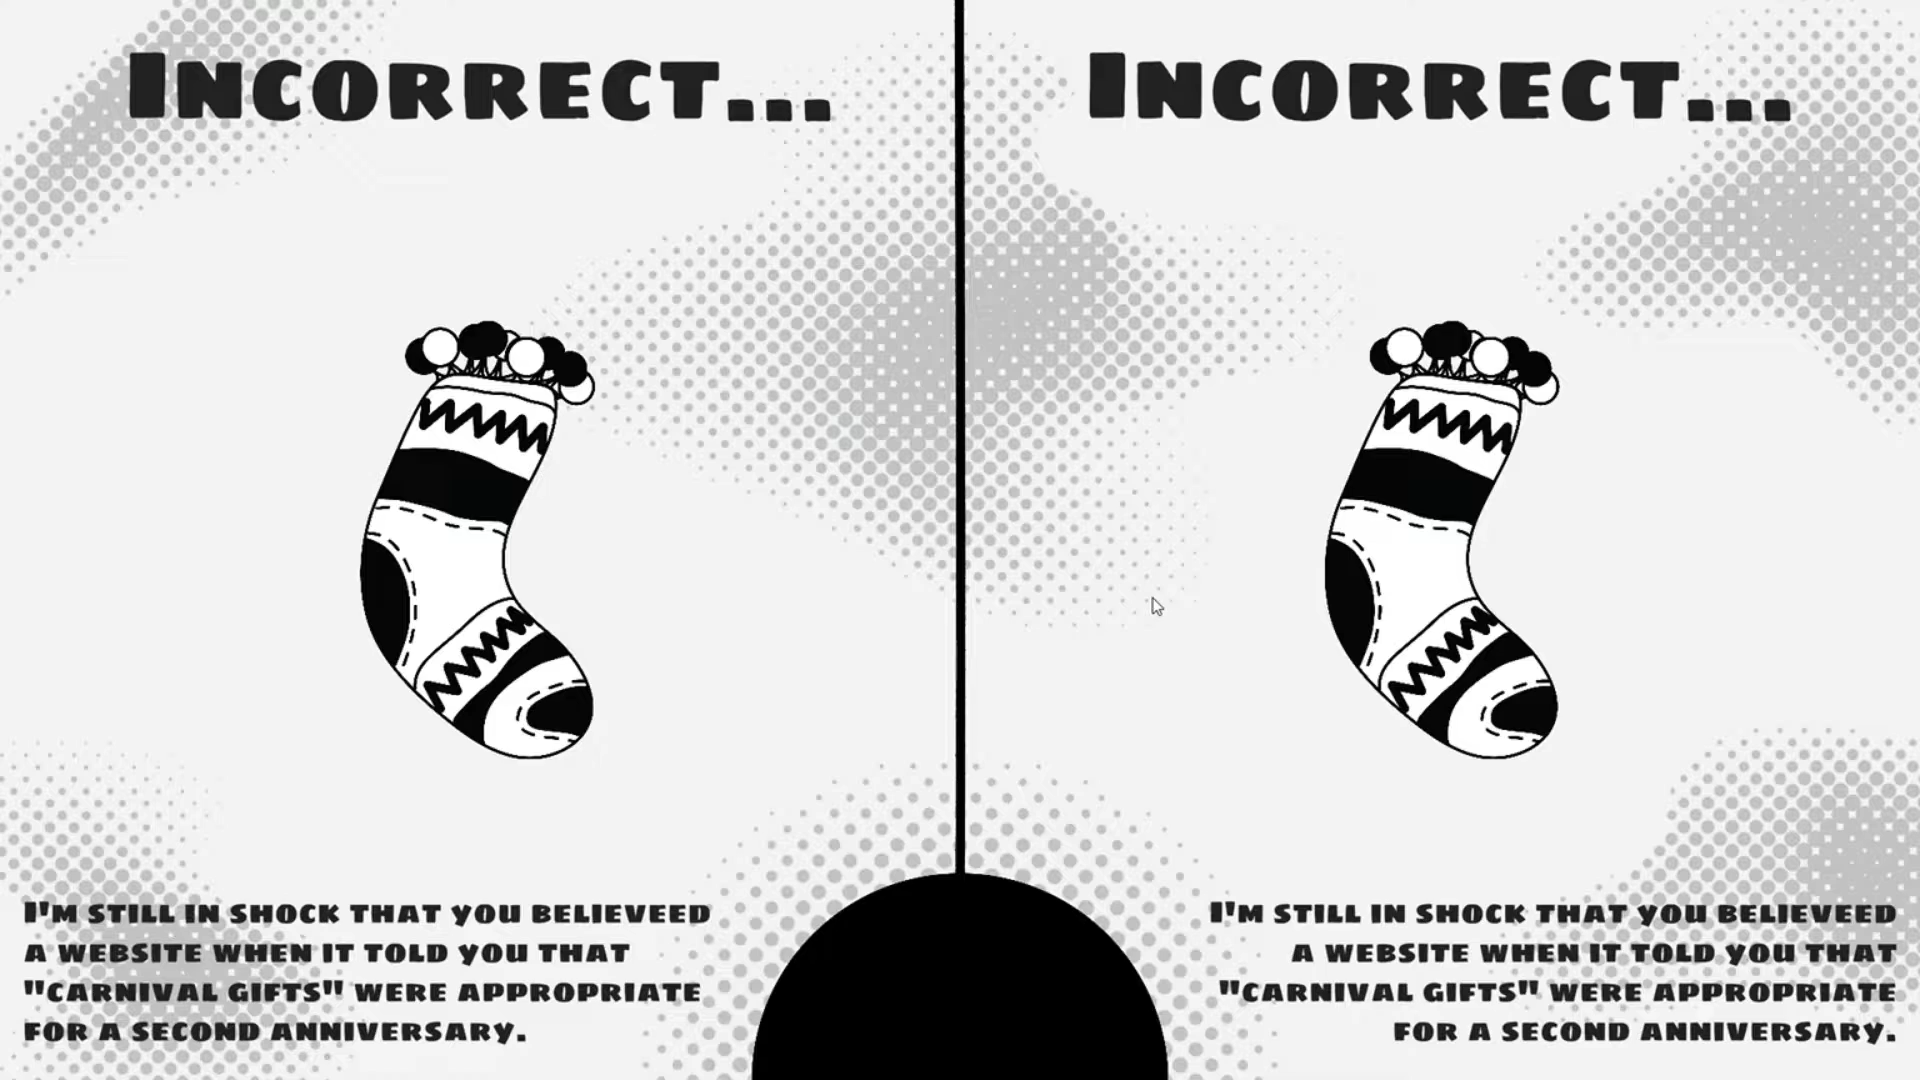 Incorrect...
I'm still in shock that you believeed
a website when it told you that
"carnival gifts" were appropriate
for a second anniversary.
Incorrect...
I'm still in shock that you believeed
a website when it told you that
"carnival gifts" were appropriate
for a second anniversary.